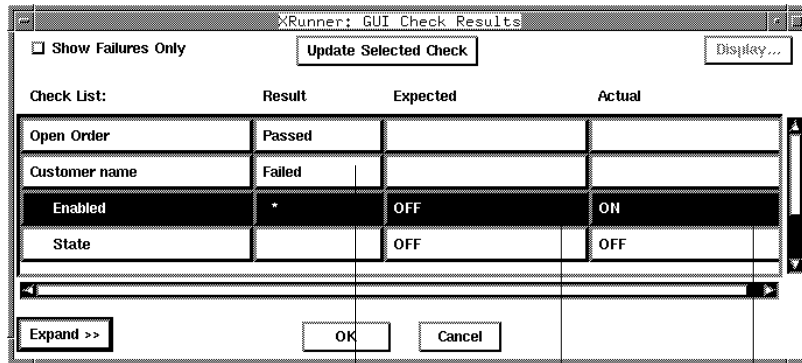 XRunner: GUI Check Results
Show Failures Only Update Selected Check Display...
Check List: Result Expected Actual
Open Order Passed
Customer name Failed
Enabled * OFF ON
State OFF OFF
Expand >> OK Cancel